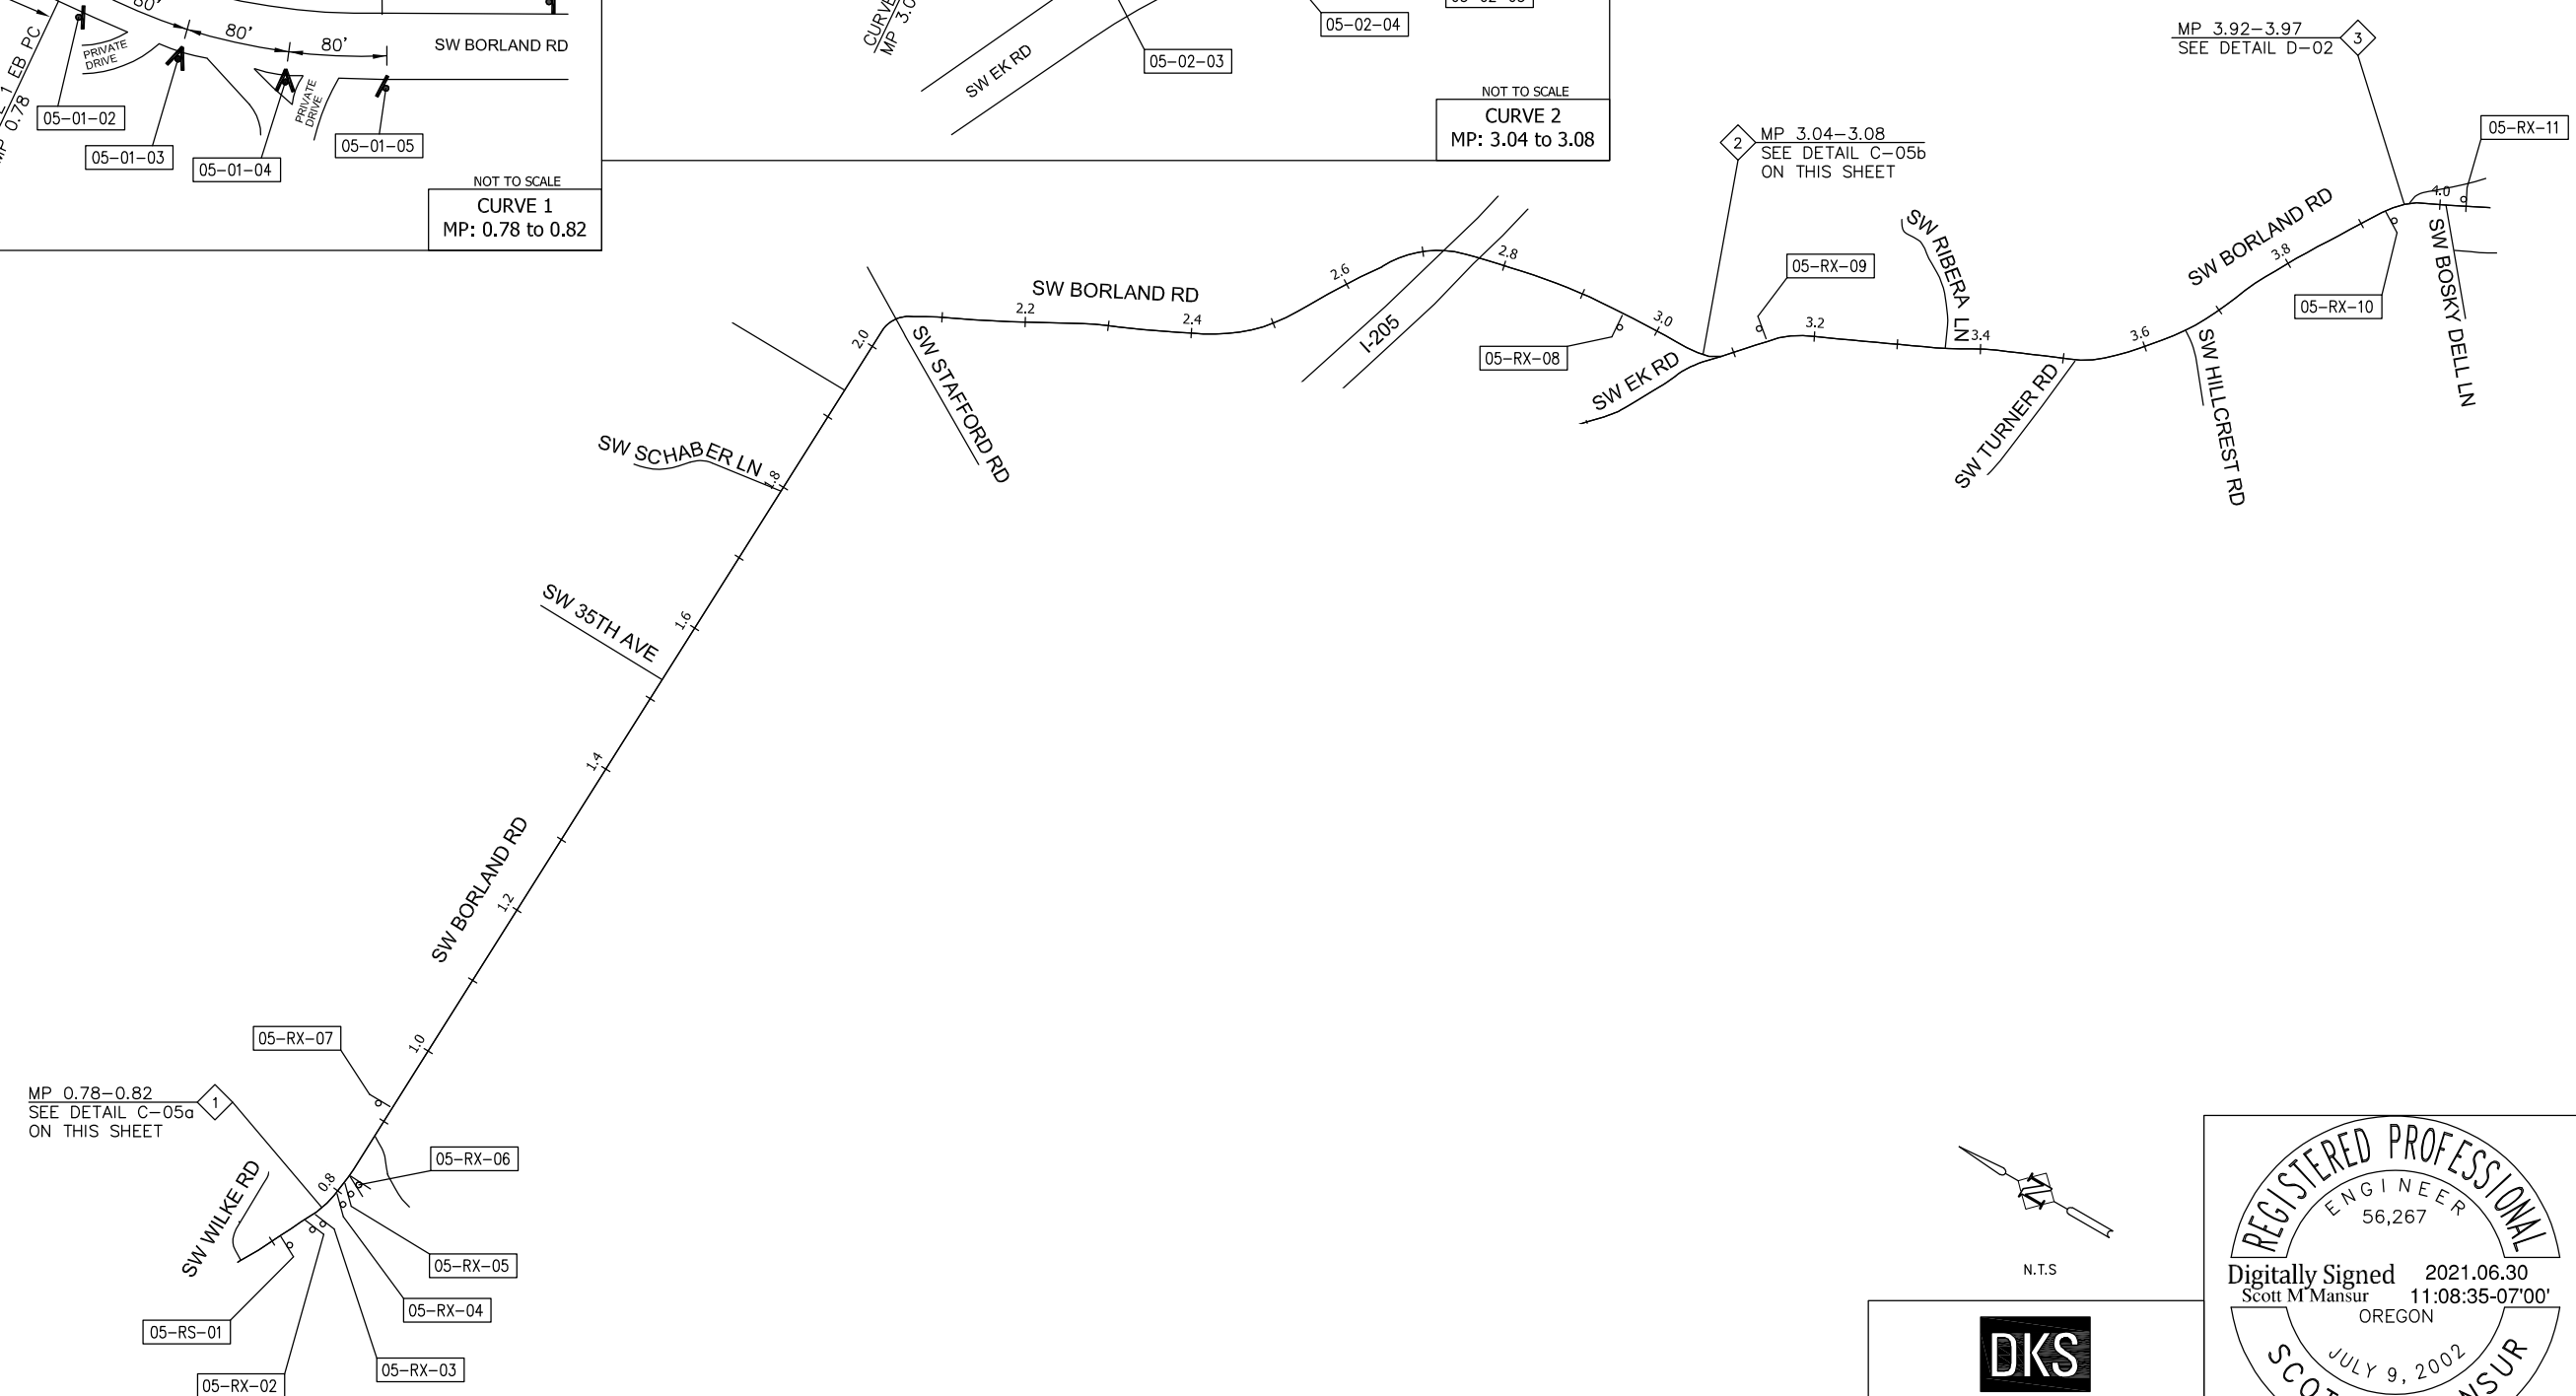 80'
80'
80'
SW BORLAND RD
PRIVATE
DRIVE
PRIVATE
DRIVE
1 EB PC
MP 0.78
05-01-02
05-01-03
05-01-04
05-01-05
NOT TO SCALE
CURVE 1
MP: 0.78 to 0.82
CURVE
MP 3.0
SW EK RD
05-02-03
05-02-04
NOT TO SCALE
CURVE 2
MP: 3.04 to 3.08
MP 3.92-3.97
SEE DETAIL D-02
3
2
MP 3.04-3.08
SEE DETAIL C-05b
ON THIS SHEET
05-RX-11
4.0
SW BORLAND RD
3.8
SW BOSKY DELL LN
05-RX-10
SW RIBERA LN
05-RX-09
2.8
2.6
SW BORLAND RD
2.2
2.4
I-205
3.0
3.2
3.4
3.6
05-RX-08
SW EK RD
SW TURNER RD
SW HILLCREST RD
2.0
SW STAFFORD RD
SW SCHABER LN
1.8
SW 35TH AVE
1.6
1.4
SW BORLAND RD
1.2
1.0
05-RX-07
MP 0.78-0.82
SEE DETAIL C-05a
ON THIS SHEET
1
05-RX-06
0.8
SW WILKE RD
05-RX-05
05-RX-04
05-RS-01
05-RX-03
05-RX-02
N
N.T.S
DKS
REGISTERED PROFESSIONAL
ENGINEER
56,267
Digitally Signed
Scott M Mansur
2021.06.30
11:08:35-07'00'
OREGON
JULY 9, 2002